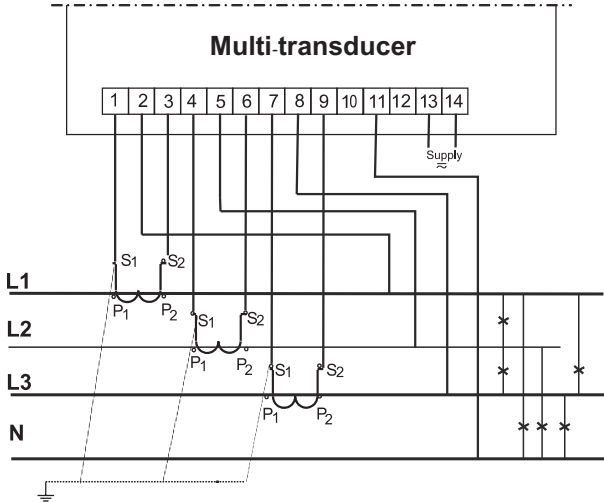 Multi-transducer
1 2 3 4 5 6 7 8 9 10 11 12 13 14
Supply
≂
S1 S2
L1
P1 P2
S1 S2
L2
P1 P2
S1 S2
L3
P1 P2
N